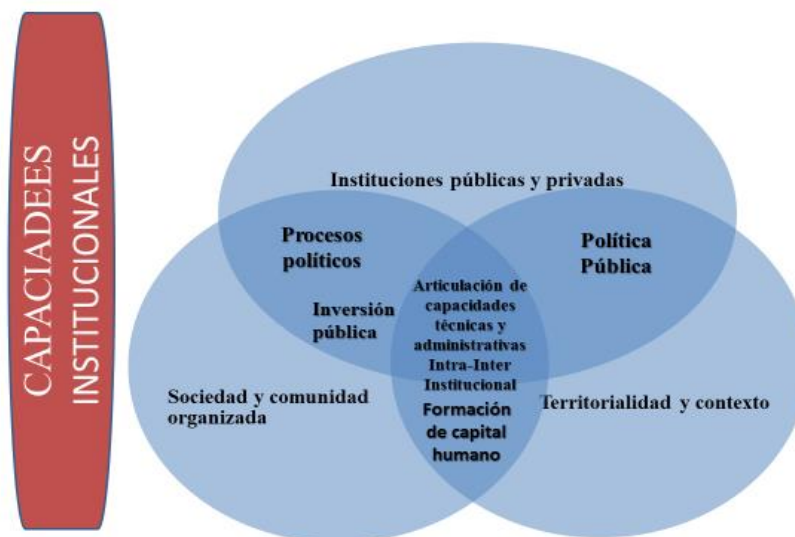 CAPACIADEES
INSTITUCIONALES
Instituciones públicas y privadas
Procesos
políticos
Política
Pública
Inversión
pública
Articulación de
capacidades
técnicas y
administrativas
Intra-Inter
Institucional
Formación
de capital
humano
Sociedad y comunidad
organizada
Territorialidad y contexto